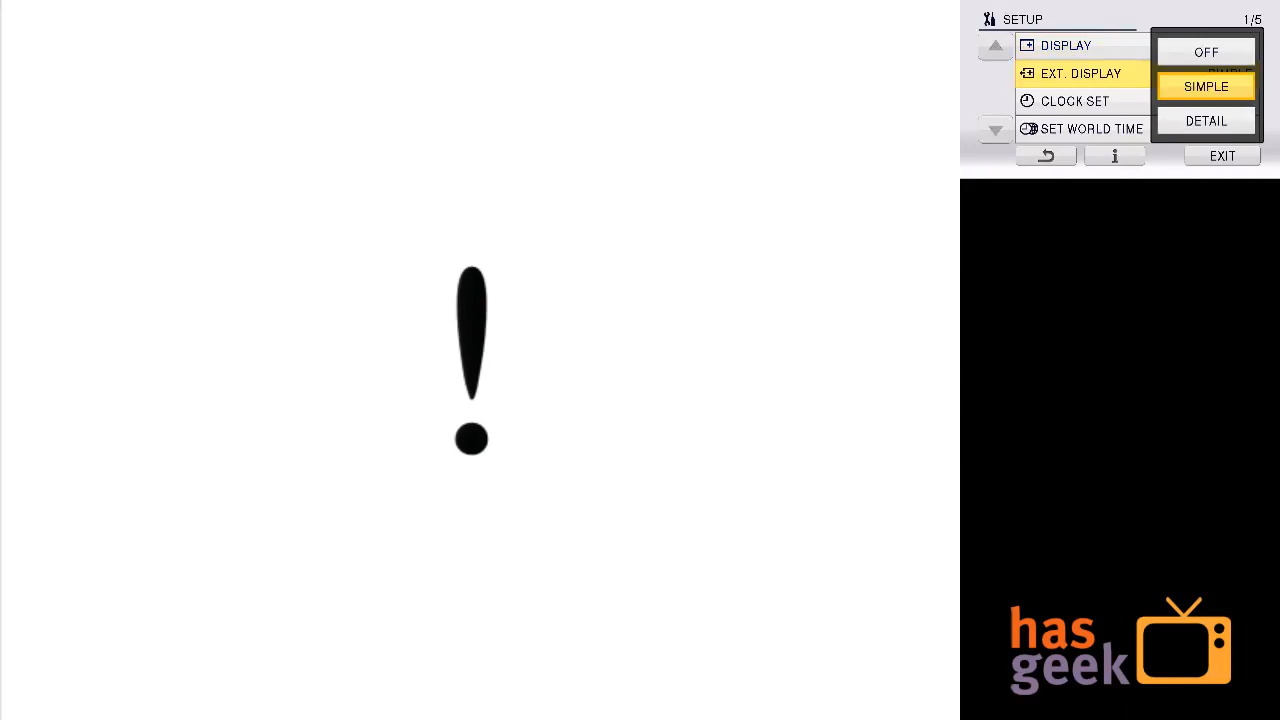 !
SETUP 1/5
DISPLAY
EXT. DISPLAY
CLOCK SET
SET WORLD TIME
OFF
SIMPLE
DETAIL
i
EXIT
has
geek